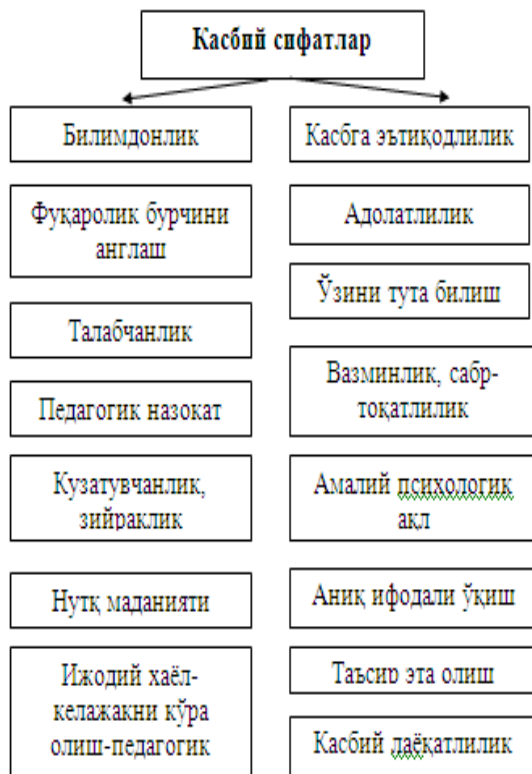 Касбий сифатлар
Билимдонлик
Фуқаролик бурчини
англаш
Талабчанлик
Педагогик назокат
Кузатувчанлик,
зийраклик
Нутқ маданияти
Ижодий хаёл-
келажакни кўра
олиш-педагогик
Касбга эътиқодлилик
Адолатлилик
Ўзини тута билиш
Вазминлик, сабр-
тоқатлилик
Амалий психологик
ақл
Аниқ ифодали ўқиш
Таъсир эта олиш
Касбий лаёқатлилик